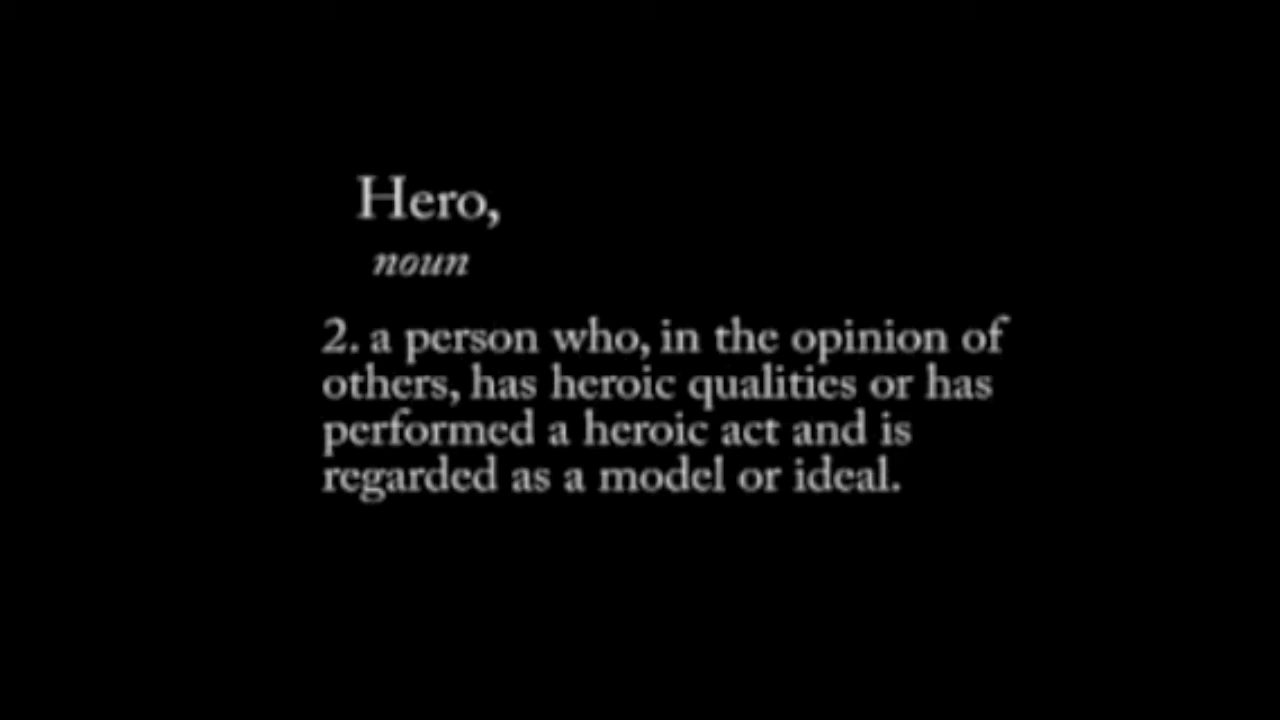 Hero,
noun
2. a person who, in the opinion of
others, has heroic qualities or has
performed a heroic act and is
regarded as a model or ideal.